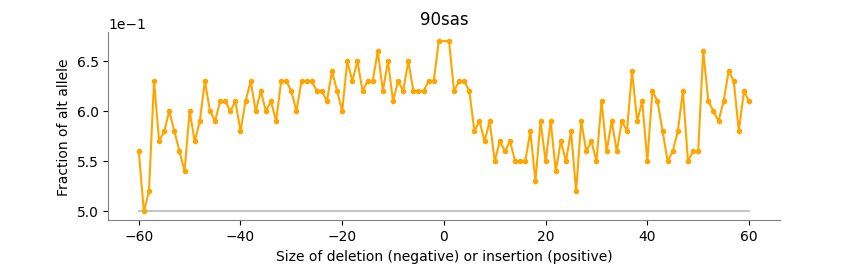 90sas
1e−1
Fraction of alt allele
6.5
6.0
5.5
5.0
−60 −40 −20 0 20 40 60
Size of deletion (negative) or insertion (positive)